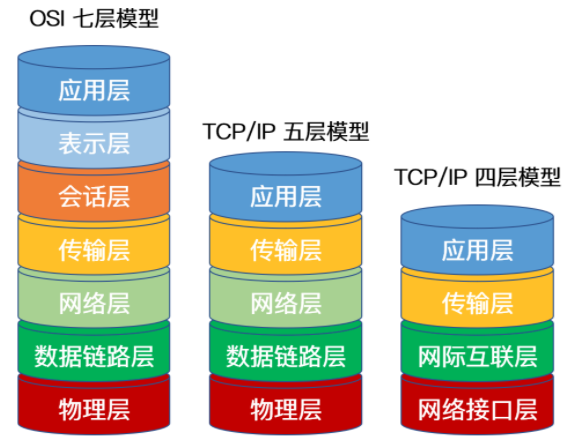 OSI 七层模型
应用层
表示层
会话层
传输层
网络层
数据链路层
物理层
TCP/IP 五层模型
应用层
传输层
网络层
数据链路层
物理层
TCP/IP 四层模型
应用层
传输层
网际互联层
网络接口层